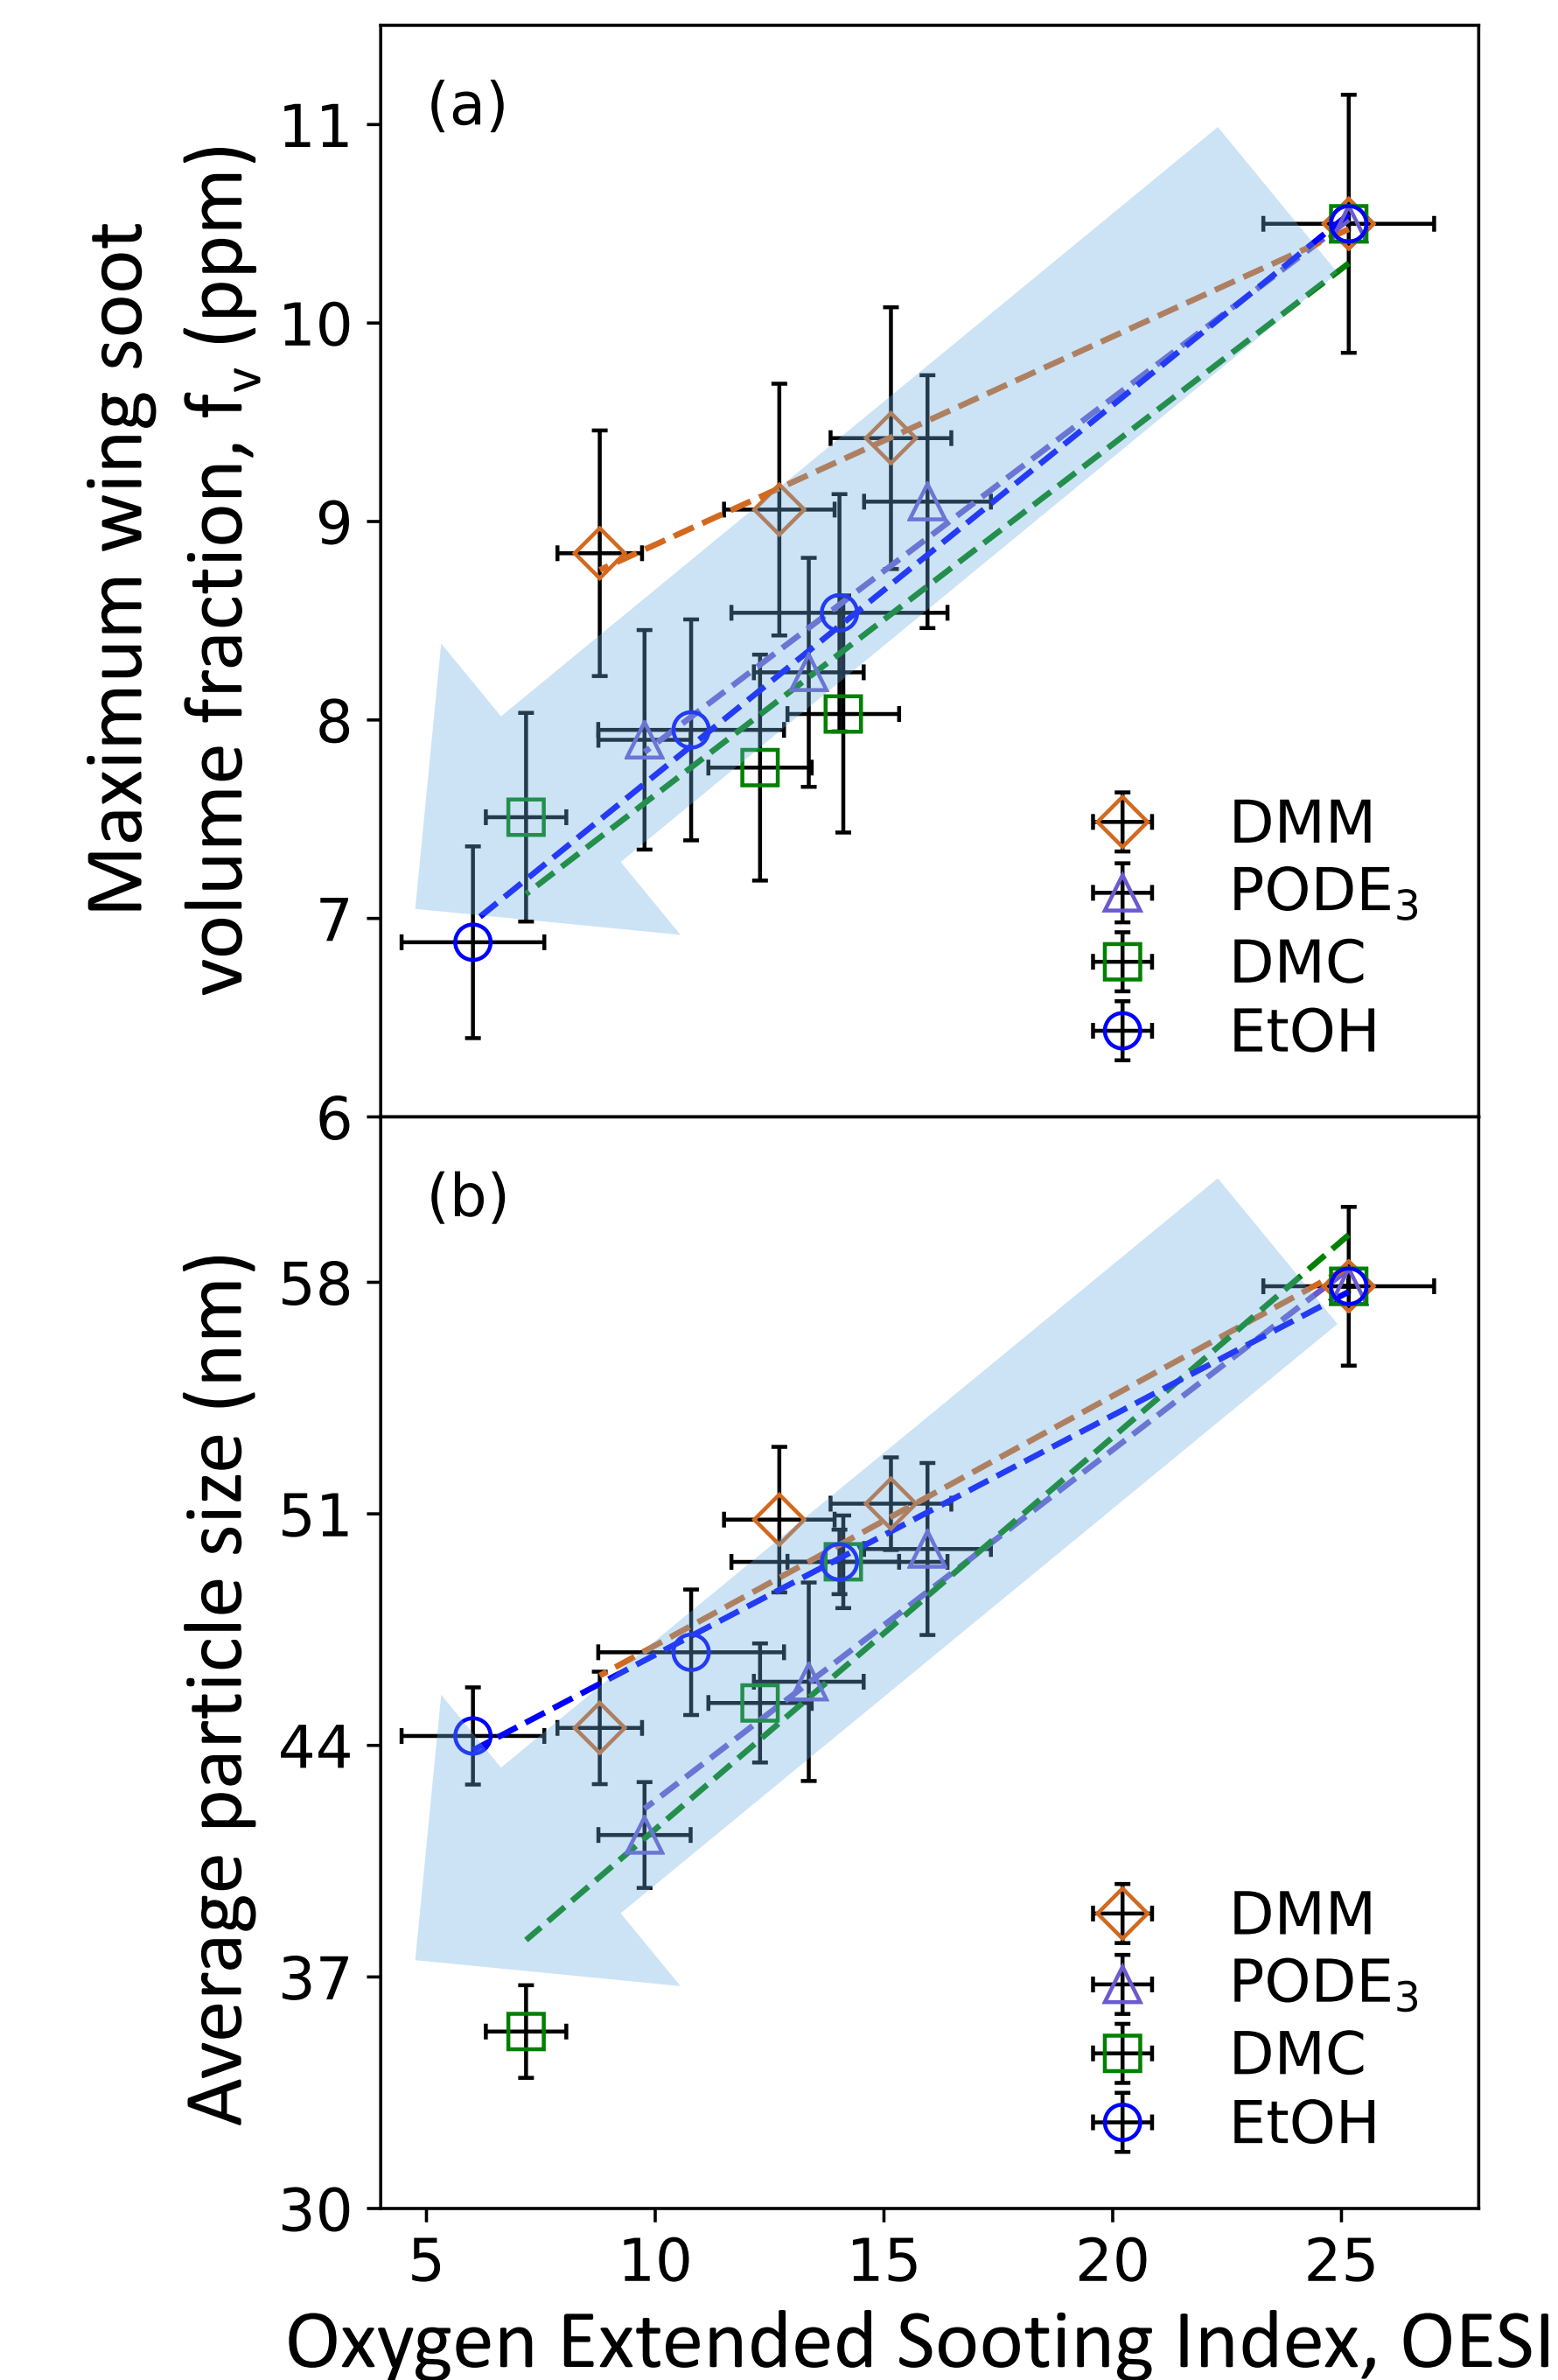 Maximum wing soot
volume fraction, fv (ppm)
(a)
11
10
9
8
7
6
DMM
PODE3
DMC
EtOH
Average particle size (nm)
(b)
58
51
44
37
30
DMM
PODE3
DMC
EtOH
5 10 15 20 25
Oxygen Extended Sooting Index, OESI